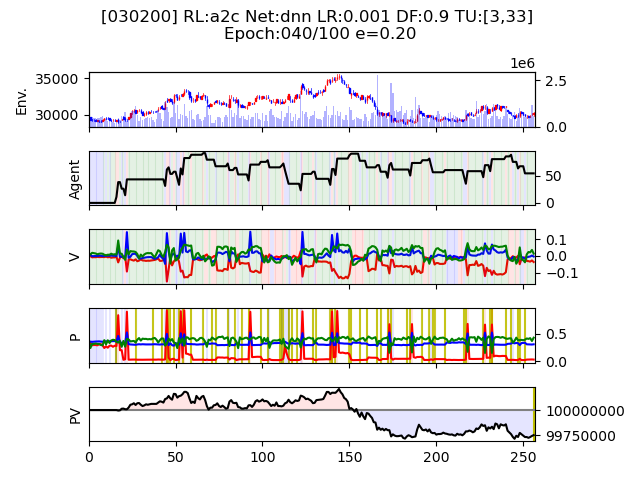 [030200] RL:a2c Net:dnn LR:0.001 DF:0.9 TU:[3,33]
Epoch:040/100 e=0.20
1e6
Env.
35000
30000
2.5
0.0
Agent
50
0
V
0.1
0.0
−0.1
P
0.5
0.0
PV
100000000
99750000
0 50 100 150 200 250